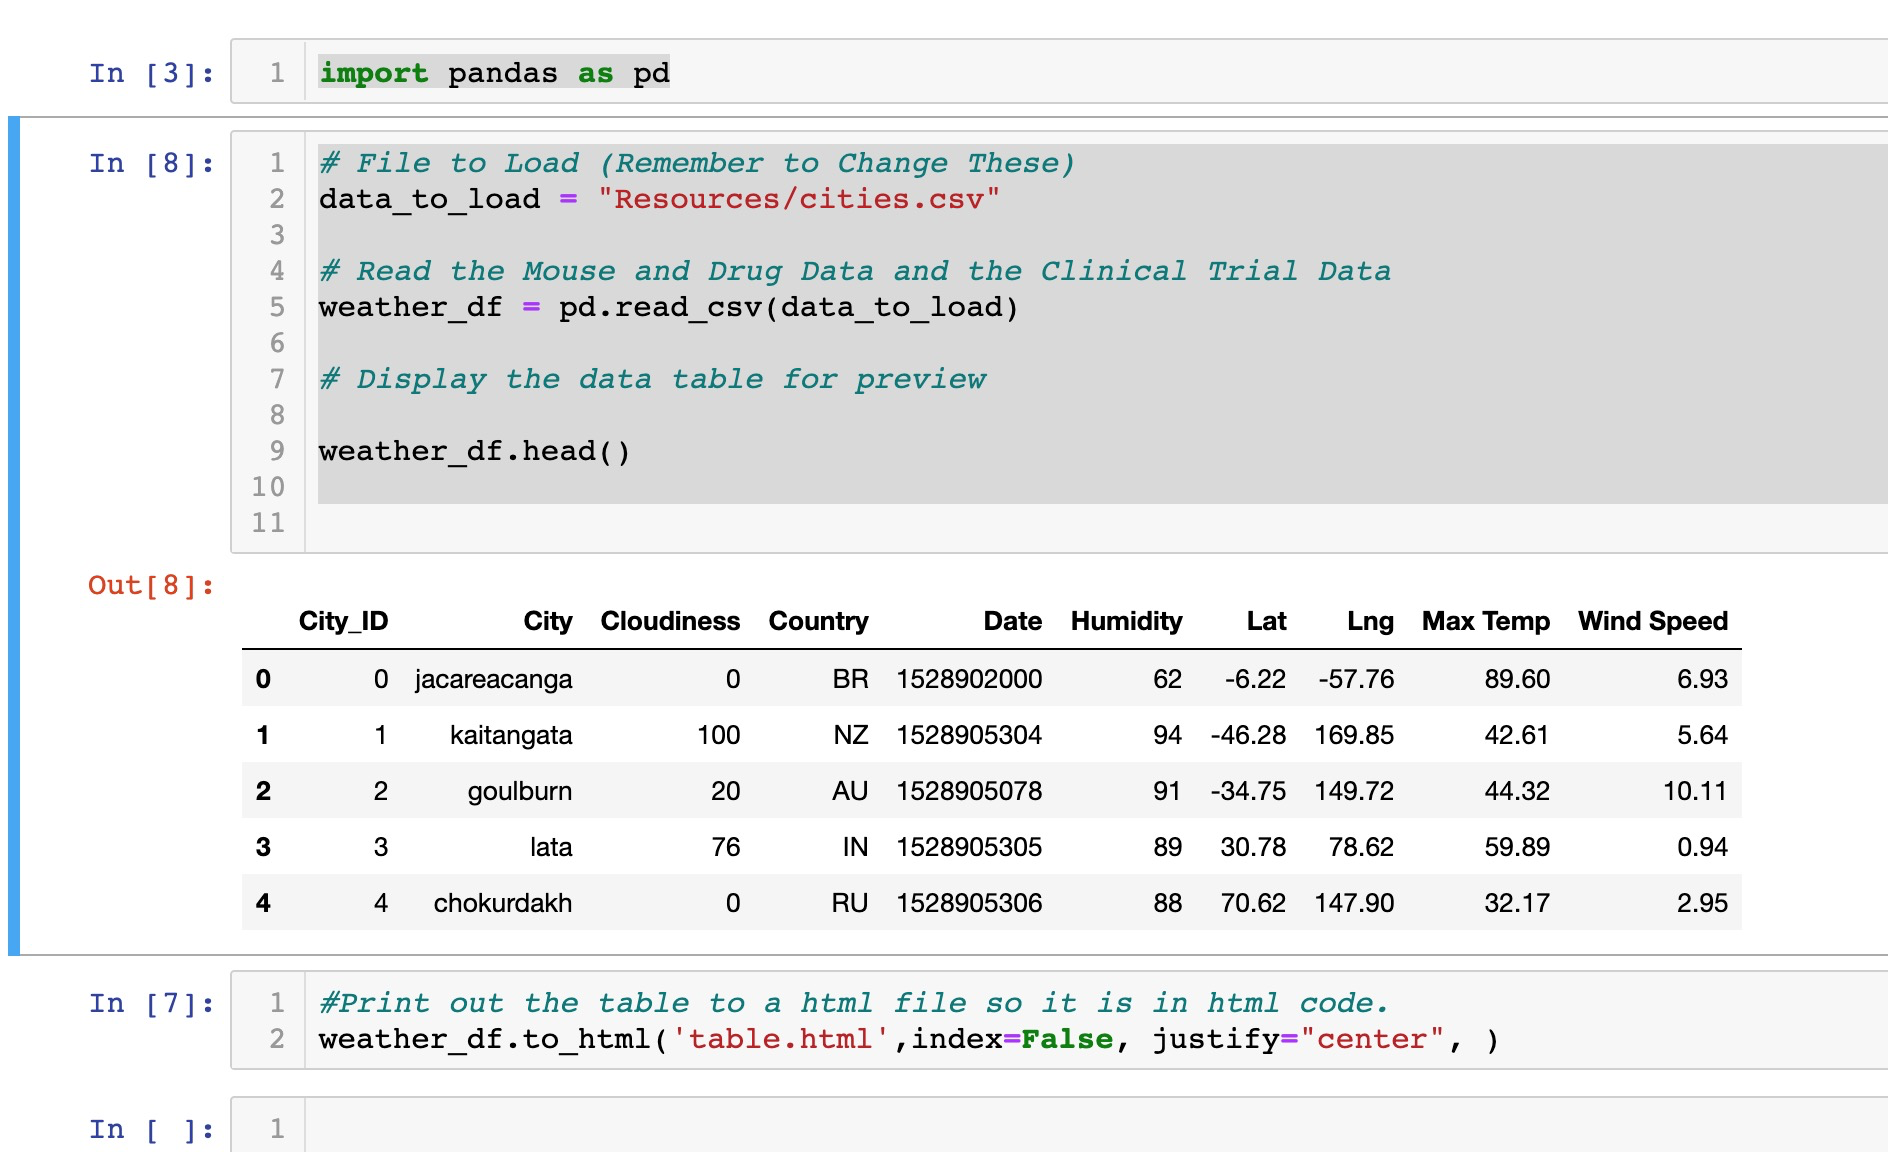 In [3]: 1 import pandas as pd
In [8]: 1 # File to Load (Remember to Change These)
2 data_to_load = "Resources/cities.csv"
3
4 # Read the Mouse and Drug Data and the Clinical Trial Data
5 weather_df = pd.read_csv(data_to_load)
6
7 # Display the data table for preview
8
9 weather_df.head()
10
11
Out[8]:
City_ID City Cloudiness Country Date Humidity Lat Lng Max Temp Wind Speed
0 0 jacareacanga 0 BR 1528902000 62 -6.22 -57.76 89.60 6.93
1 1 kaitangata 100 NZ 1528905304 94 -46.28 169.85 42.61 5.64
2 2 goulburn 20 AU 1528905078 91 -34.75 149.72 44.32 10.11
3 3 lata 76 IN 1528905305 89 30.78 78.62 59.89 0.94
4 4 chokurdakh 0 RU 1528905306 88 70.62 147.90 32.17 2.95
In [7]: 1 #Print out the table to a html file so it is in html code.
2 weather_df.to_html('table.html',index=False, justify="center", )
In [ ]: 1